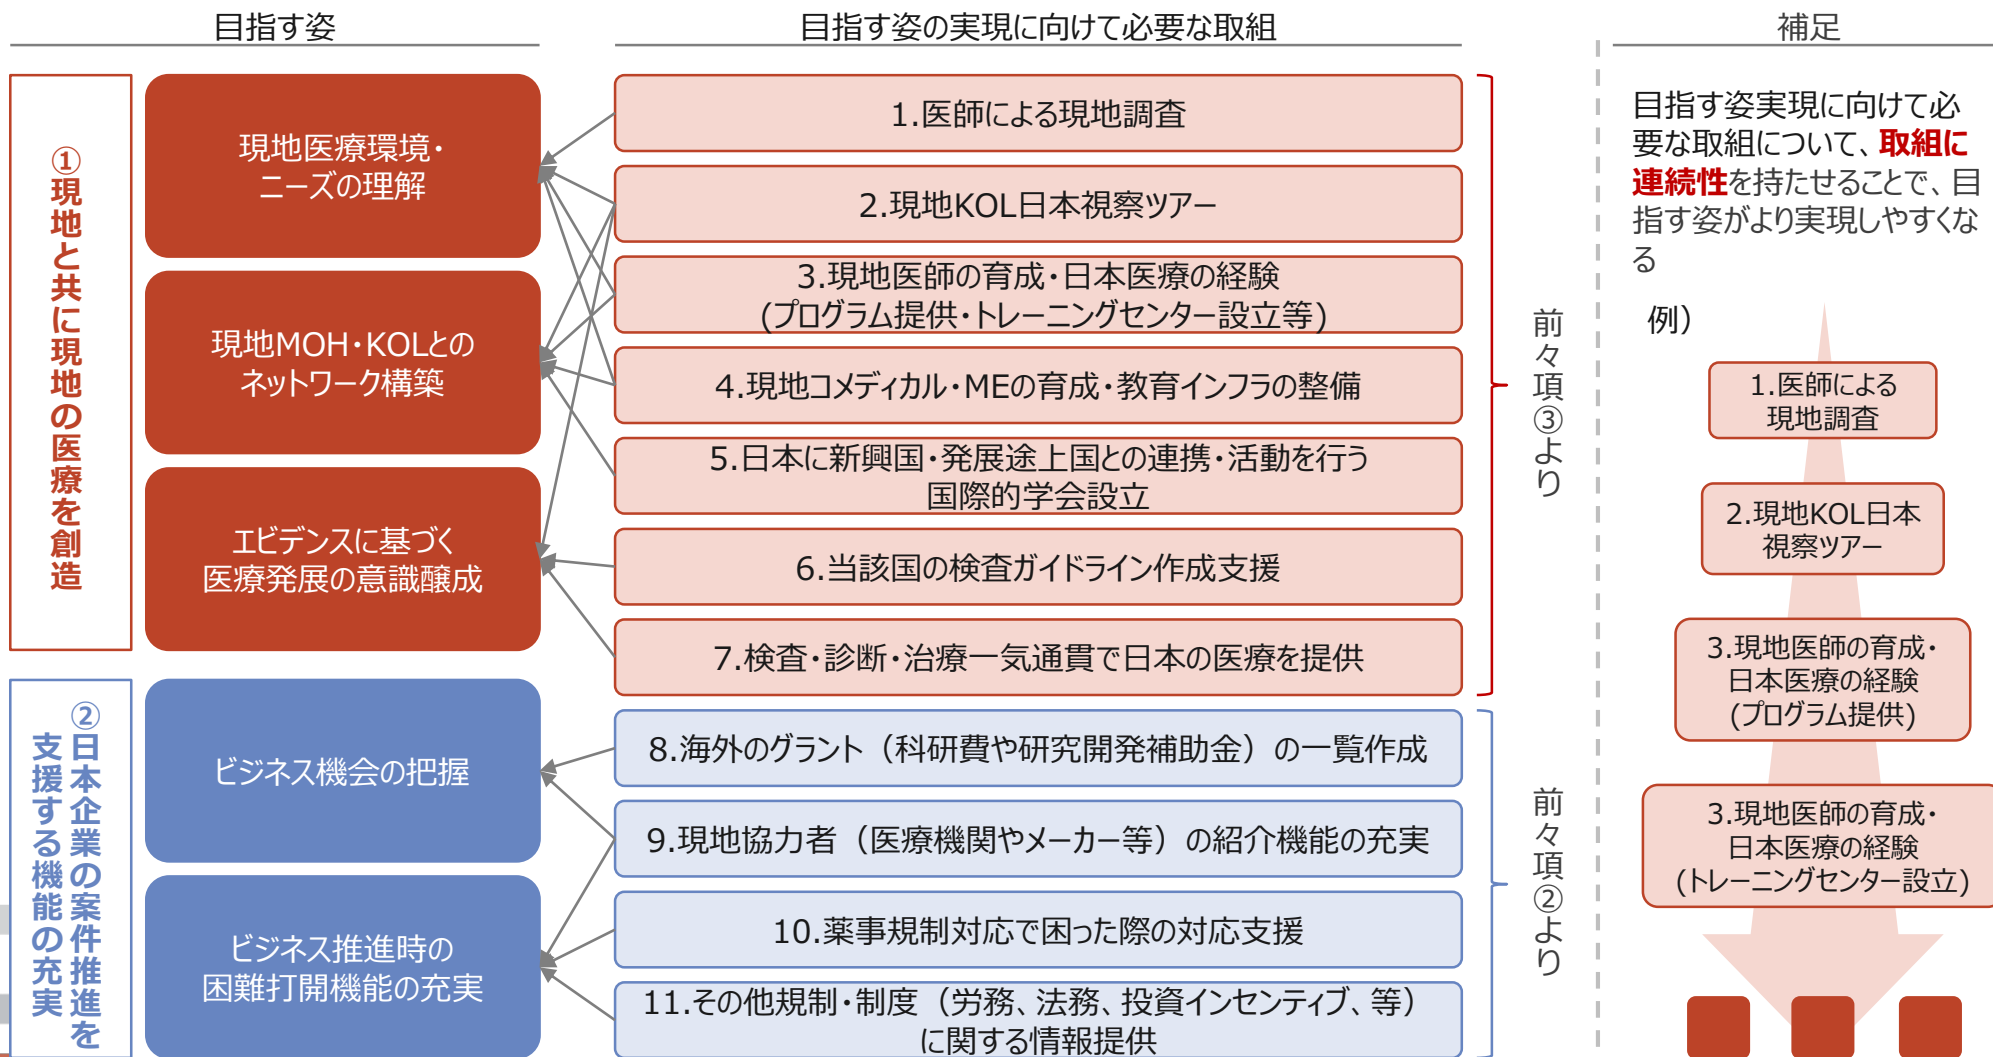 目指す姿
目指す姿の実現に向けて必要な取組
補足
①現地と共に現地の医療を創造
現地医療環境・
ニーズの理解
現地MOH・KOLとの
ネットワーク構築
エビデンスに基づく
医療発展の意識醸成
②日本企業の案件推進を
支援する機能の充実
ビジネス機会の把握
ビジネス推進時の
困難打開機能の充実
1.医師による現地調査
2.現地KOL日本視察ツアー
3.現地医師の育成・日本医療の経験
(プログラム提供・トレーニングセンター設立等)
4.現地コメディカル・MEの育成・教育インフラの整備
5.日本に新興国・発展途上国との連携・活動を行う
国際的学会設立
6.当該国の検査ガイドライン作成支援
7.検査・診断・治療一気通貫で日本の医療を提供
8.海外のグラント（科研費や研究開発補助金）の一覧作成
9.現地協力者（医療機関やメーカー等）の紹介機能の充実
10.薬事規制対応で困った際の対応支援
11.その他規制・制度（労務、法務、投資インセンティブ、等）
に関する情報提供
前々項③より
前々項②より
目指す姿実現に向けて必
要な取組について、取組に
連続性を持たせることで、目
指す姿がより実現しやすくな
る
例）
1.医師による
現地調査
2.現地KOL日本
視察ツアー
3.現地医師の育成・
日本医療の経験
(プログラム提供)
3.現地医師の育成・
日本医療の経験
(トレーニングセンター設立)